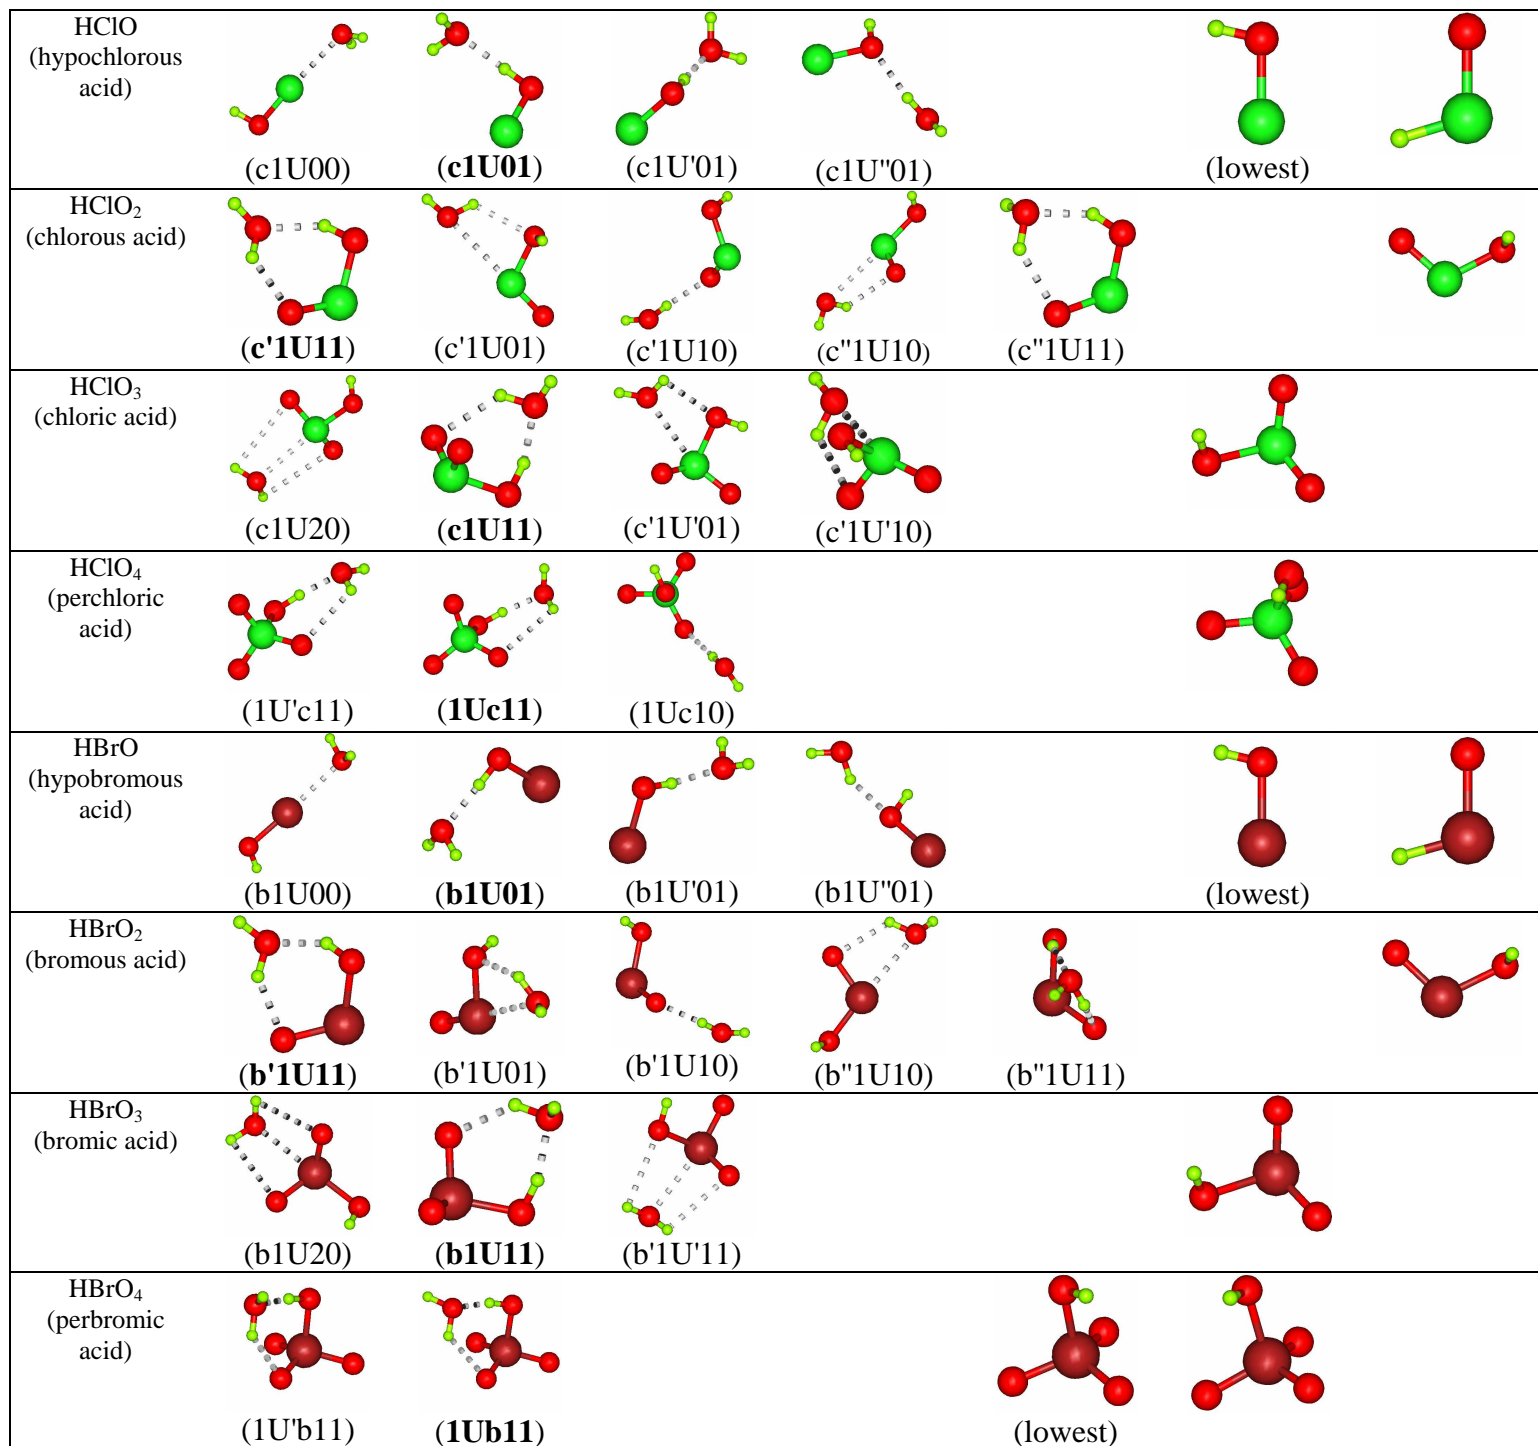 HClO
(hypochlorous
acid)
(c1U00) (c1U01) (c1U'01) (c1U"01) (lowest)
HClO₂
(chlorous acid)
(c'1U11) (c'1U01) (c'1U10) (c"1U10) (c"1U11)
HClO₃
(chloric acid)
(c1U20) (c1U11) (c'1U'01) (c'1U'10)
HClO₄
(perchloric
acid)
(1U'c11) (1Uc11) (1Uc10)
HBrO
(hypobromous
acid)
(b1U00) (b1U01) (b1U'01) (b1U"01) (lowest)
HBrO₂
(bromous acid)
(b'1U11) (b'1U01) (b'1U10) (b"1U10) (b"1U11)
HBrO₃
(bromic acid)
(b1U20) (b1U11) (b'1U'11)
HBrO₄
(perbromic
acid)
(1U'b11) (1Ub11) (lowest)